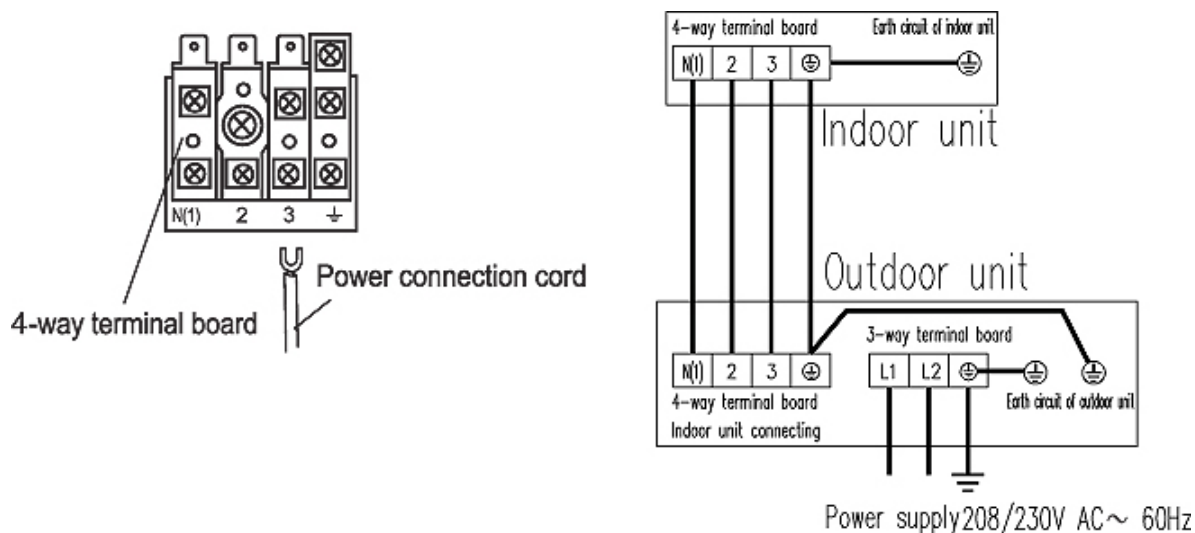 N(1) 2 3 ⏚
4-way terminal board
Power connection cord
4-way terminal board
Earth circuit of indoor unit
N(1) 2 3
Indoor unit
Outdoor unit
3-way terminal board
N(1) 2 3
L1 L2
4-way terminal board
Indoor unit connecting
Earth circuit of outdoor unit
Power supply 208/230V AC～ 60Hz